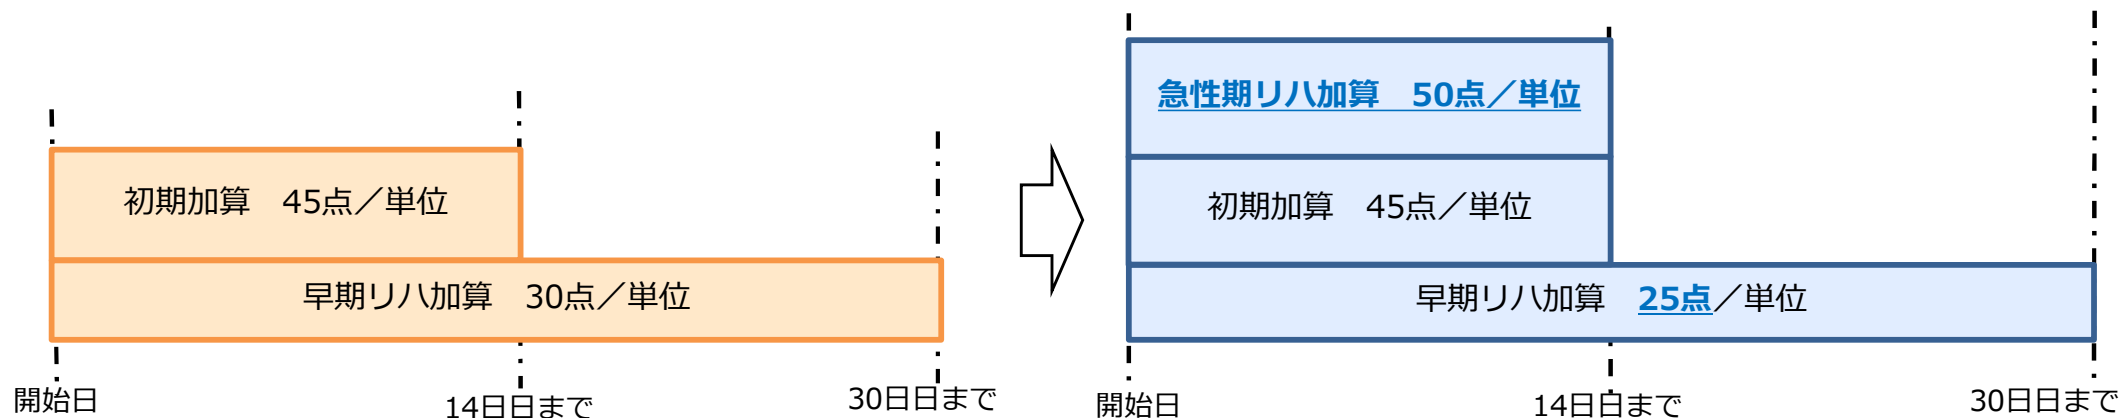 初期加算　45点／単位
早期リハ加算　30点／単位
開始日
14日日まで
30日日まで
急性期リハ加算　50点／単位
初期加算　45点／単位
早期リハ加算　25点／単位
開始日
14日日まで
30日日まで